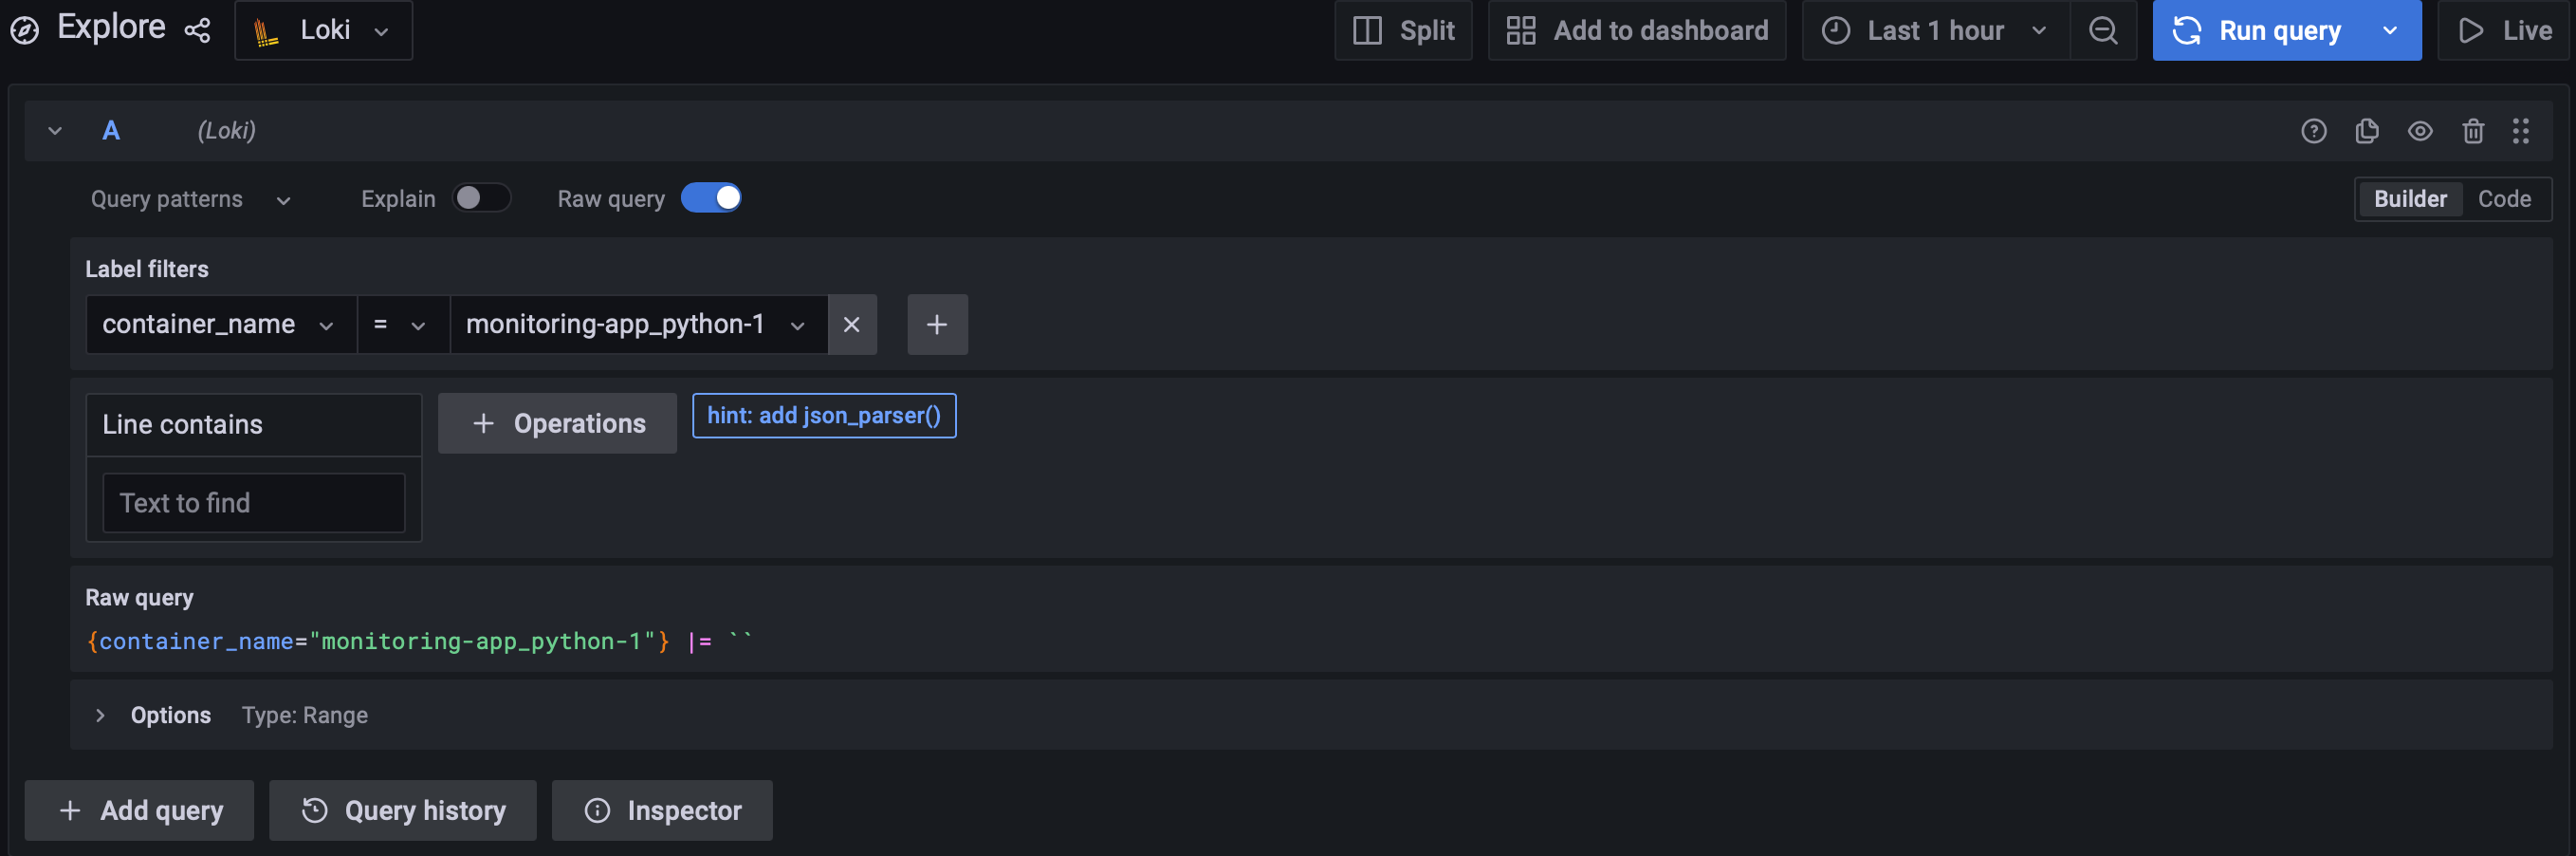 Explore Loki Split Add to dashboard Last 1 hour Run query Live
A (Loki)
Query patterns Explain Raw query Builder Code
Label filters
container_name = monitoring-app_python-1
Line contains + Operations hint: add json_parser()
Text to find
Raw query
{container_name="monitoring-app_python-1"} |= ``
Options Type: Range
+ Add query Query history Inspector